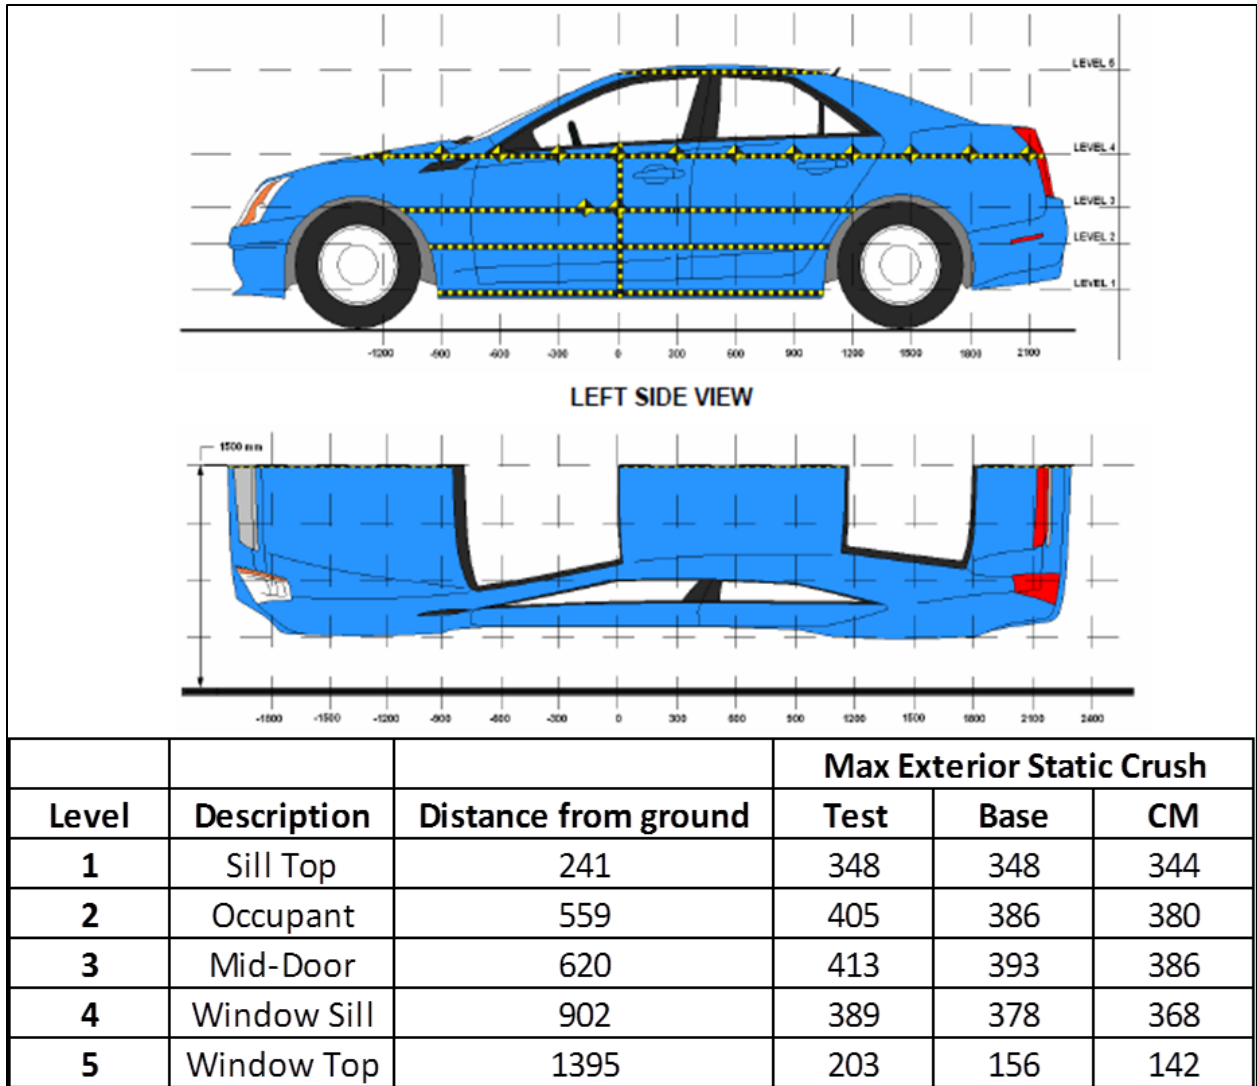 LEVEL 5
LEVEL 4
LEVEL 3
LEVEL 2
LEVEL 1
-1200 -900 -600 -300 0 300 600 900 1200 1500 1800 2100
LEFT SIDE VIEW
1500 mm
-1800 -1500 -1200 -900 -600 -300 0 300 600 900 1200 1500 1800 2100 2400
Max Exterior Static Crush
Level Description Distance from ground Test Base CM
1 Sill Top 241 348 348 344
2 Occupant 559 405 386 380
3 Mid-Door 620 413 393 386
4 Window Sill 902 389 378 368
5 Window Top 1395 203 156 142